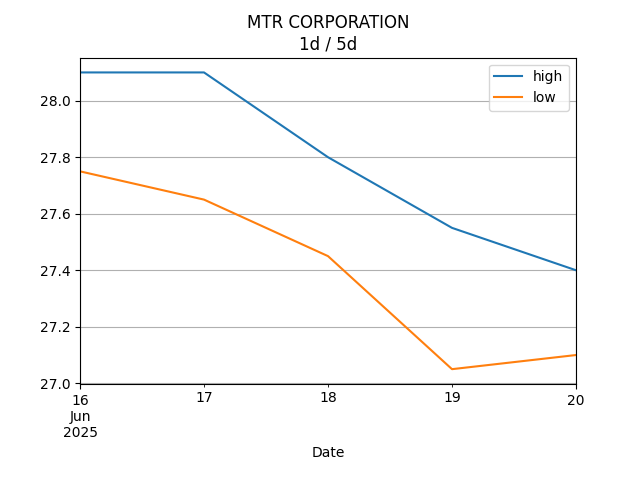 MTR CORPORATION
1d / 5d
high
low
28.0
27.8
27.6
27.4
27.2
27.0
16 17 18 19 20
Jun
2025
Date